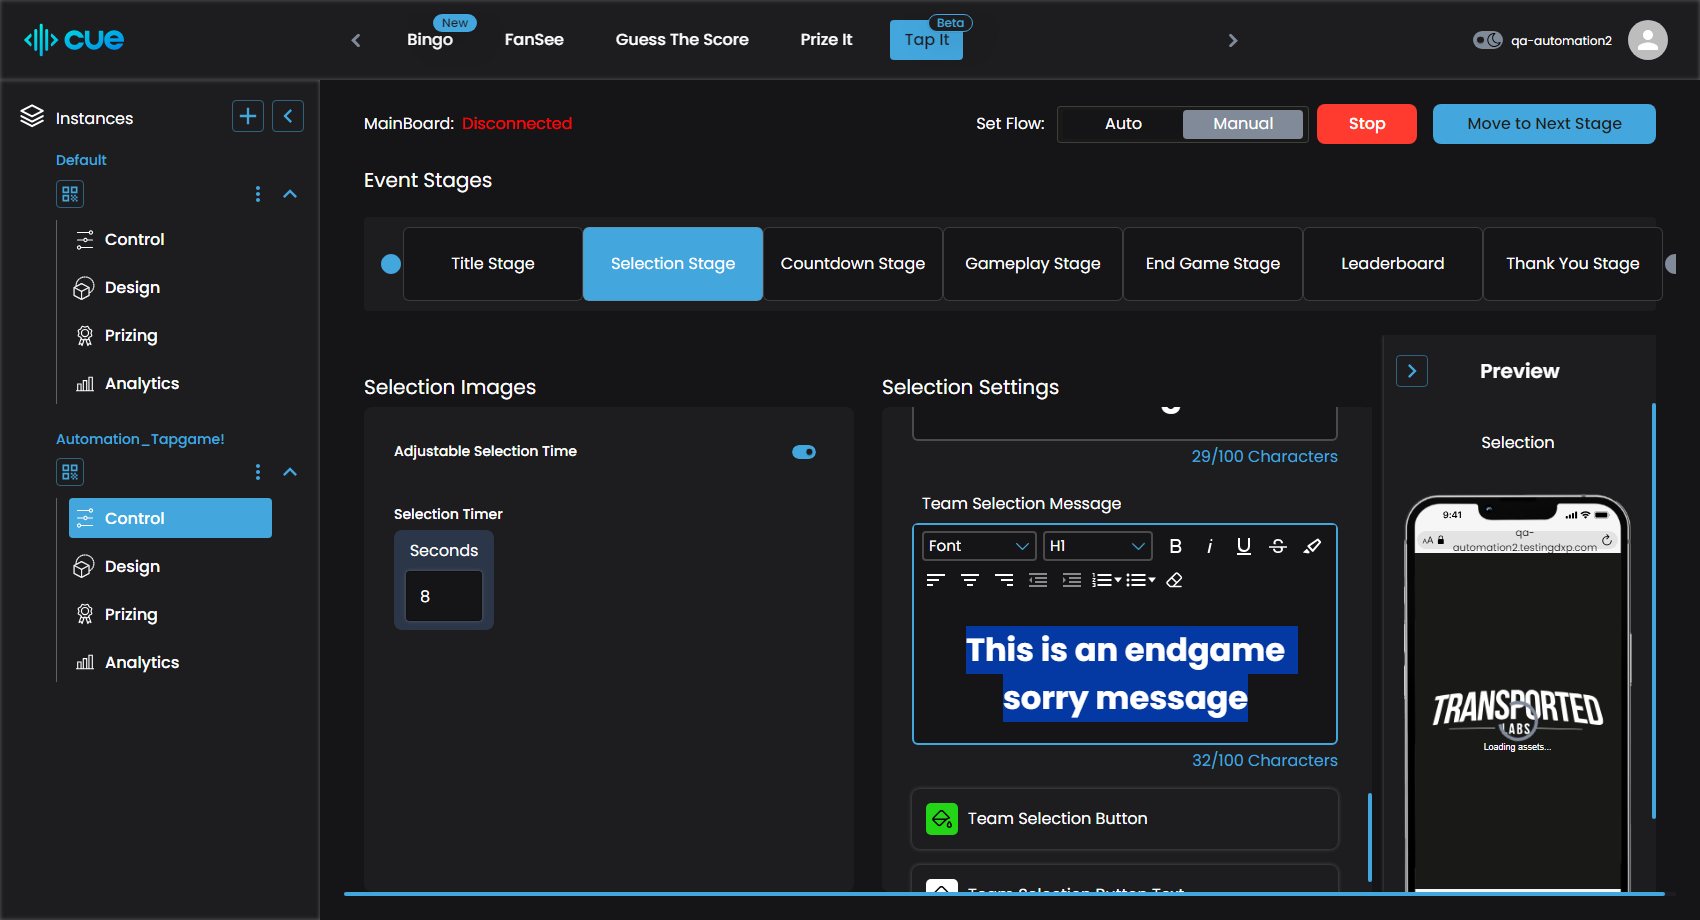 cue
Bingo
New
FanSee
Guess The Score
Prize It
Tap It
Beta
qa-automation2
Instances
Default
Control
Design
Prizing
Analytics
Automation_Tapgame!
Control
Design
Prizing
Analytics
MainBoard: Disconnected
Set Flow:
Auto
Manual
Stop
Move to Next Stage
Event Stages
Title Stage
Selection Stage
Countdown Stage
Gameplay Stage
End Game Stage
Leaderboard
Thank You Stage
Selection Images
Adjustable Selection Time
Selection Timer
Seconds
8
Selection Settings
29/100 Characters
Team Selection Message
Font
H1
B
i
U
S
This is an endgame
sorry message
32/100 Characters
Team Selection Button
Team Selection Button Text
Preview
Selection
9:41
AA
qa-
automation2.testingdxp.com
TRANSPORTED
LABS
Loading assets...